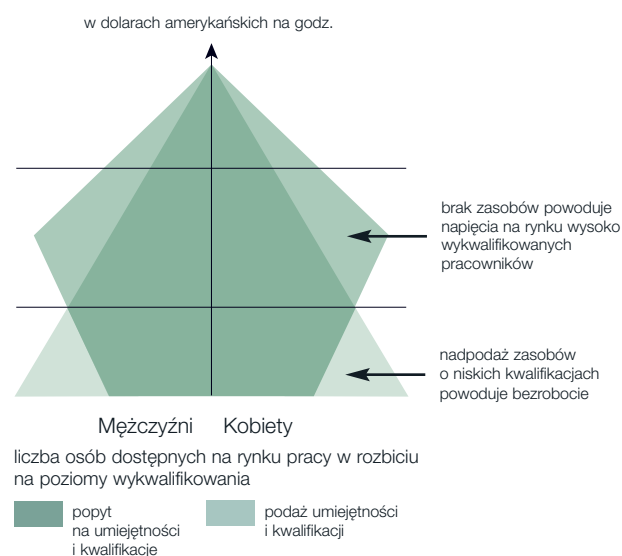 w dolarach amerykańskich na godz.
brak zasobów powoduje
napięcia na rynku wysoko
wykwalifikowanych
pracowników
nadpodaż zasobów
o niskich kwalifikacjach
powoduje bezrobocie
Mężczyźni Kobiety
liczba osób dostępnych na rynku pracy w rozbiciu
na poziomy wykwalifikowania
popyt
na umiejętności
i kwalifikacje
podaż umiejętności
i kwalifikacji